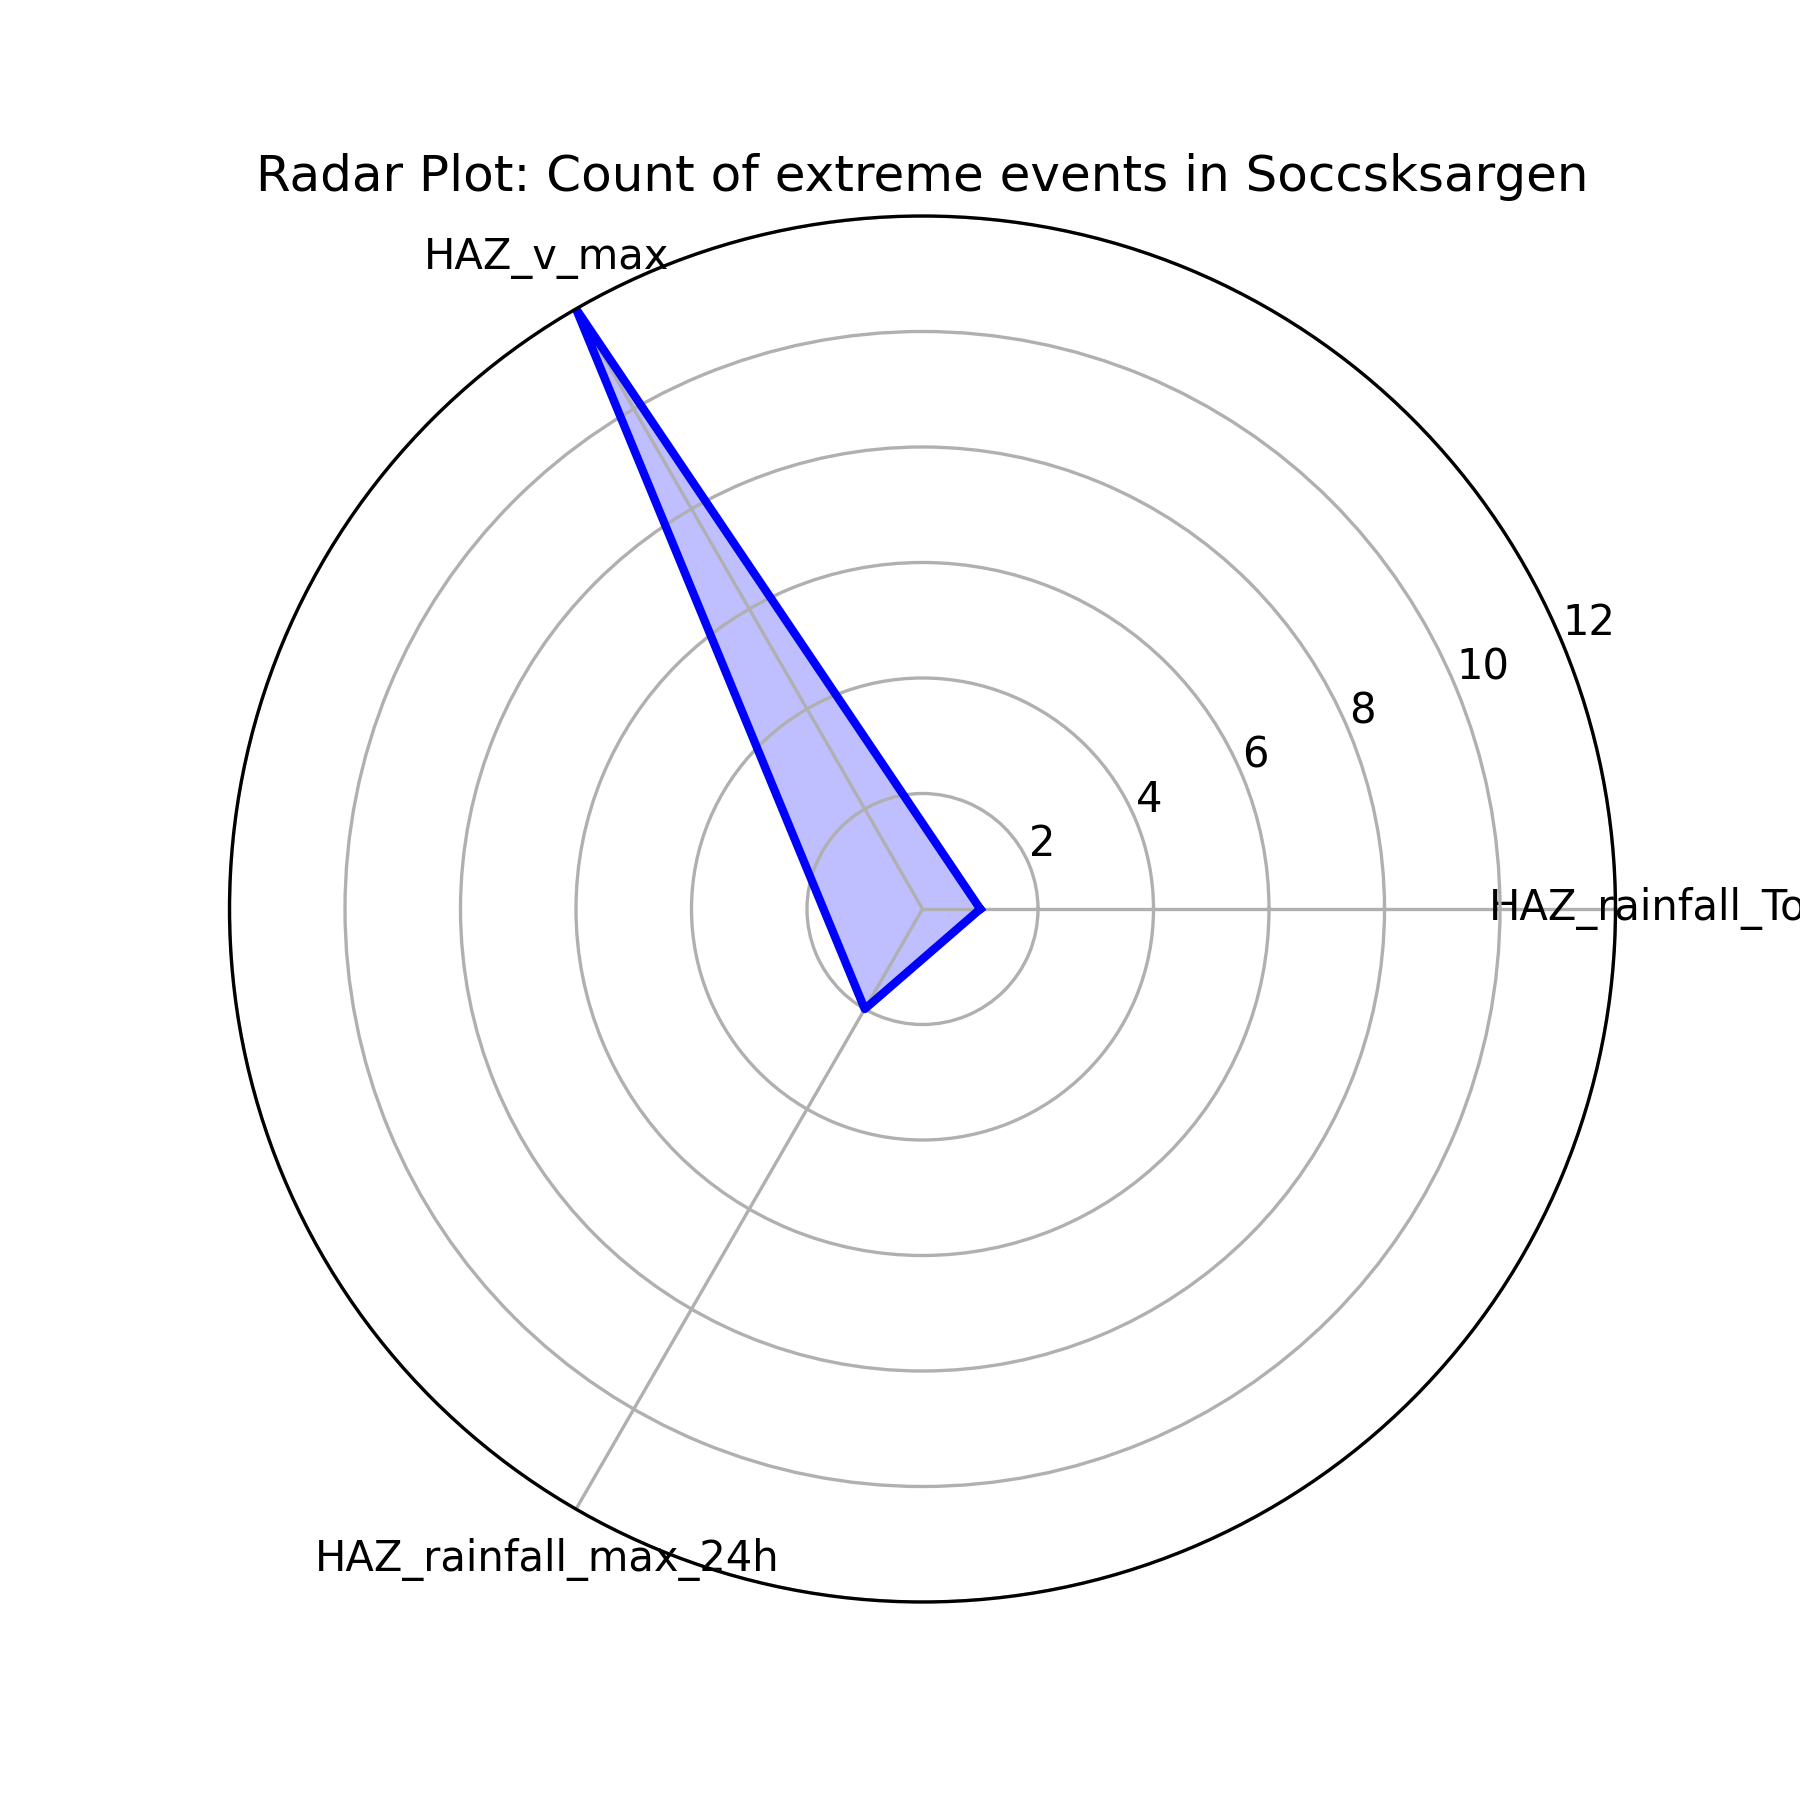 Radar Plot: Count of extreme events in Soccsksargen
HAZ_v_max
12
10
8
6
4
2
HAZ_rainfall_To
HAZ_rainfall_max_24h